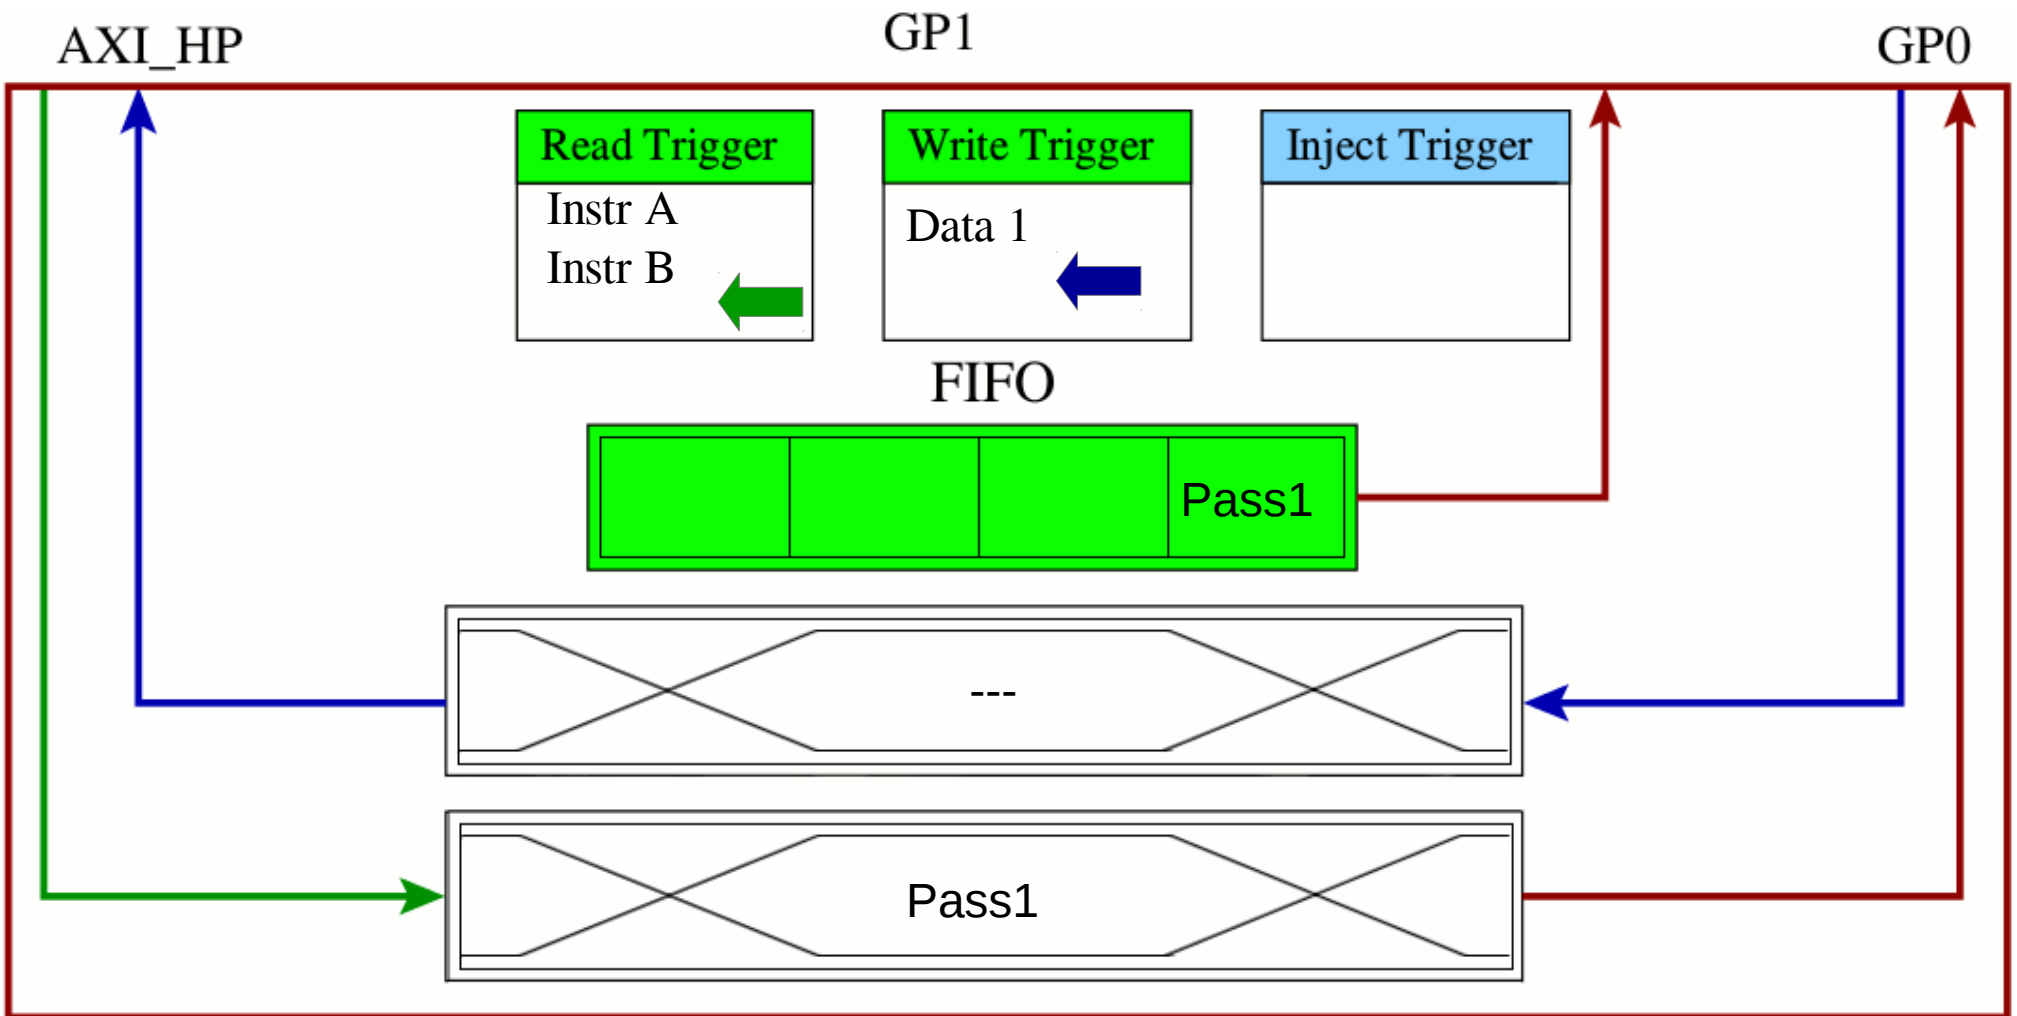 AXI_HP
GP1
GP0
Read Trigger
Write Trigger
Inject Trigger
Instr A
Instr B
Data 1
FIFO
Pass1
---
Pass1